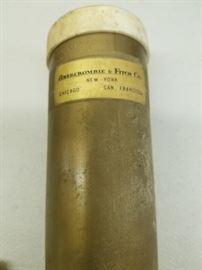 Abercrombie & Fitch Co.
NEW YORK
CHICAGO SAN FRANCISCO